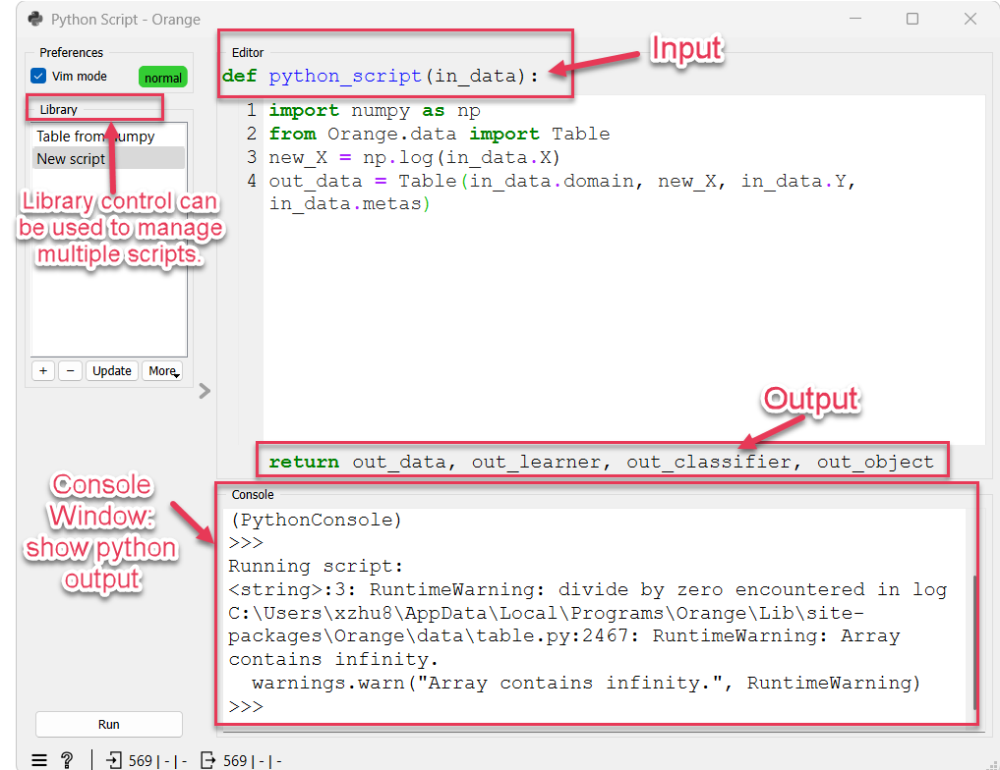 Python Script - Orange
Preferences
Vim mode
normal
Library
Table from numpy
New script
Library control can
be used to manage
multiple scripts.
+
−
Update
More
Editor
def python_script(in_data):
Input
1 import numpy as np
2 from Orange.data import Table
3 new_X = np.log(in_data.X)
4 out_data = Table(in_data.domain, new_X, in_data.Y,
in_data.metas)
Output
return out_data, out_learner, out_classifier, out_object
Console
Window:
show python
output
Console
(PythonConsole)
>>>
Running script:
<string>:3: RuntimeWarning: divide by zero encountered in log
C:\Users\xzhu8\AppData\Local\Programs\Orange\Lib\site-
packages\Orange\data\table.py:2467: RuntimeWarning: Array
contains infinity.
  warnings.warn("Array contains infinity.", RuntimeWarning)
>>>
Run
? | 569|-|- 569|-|-